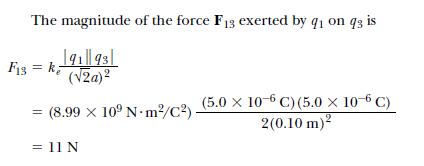 The magnitude of the force F₁₃ exerted by q₁ on q₃ is
F₁₃ = kₑ |q₁||q₃| / (√2a)²
= (8.99 × 10⁹ N·m²/C²) (5.0 × 10⁻⁶ C)(5.0 × 10⁻⁶ C) / 2(0.10 m)²
= 11 N